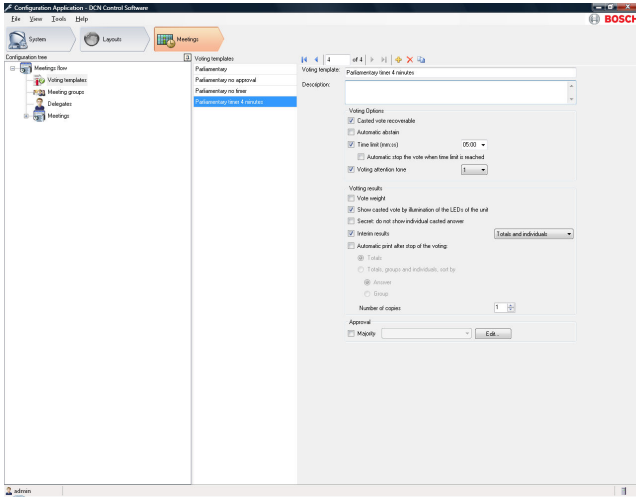 Configuration Application - DCN Control Software
File View Tools Help
BOSCH
System Layouts Meetings
Configuration tree
Meetings flow
Voting templates
Meeting groups
Delegates
Meetings
Voting templates
Parliamentary
Parliamentary no approval
Parliamentary no timer
Parliamentary timer 4 minutes
4 of 4
Voting template: Parliamentary timer 4 minutes
Description:
Voting Options
Casted vote recoverable
Automatic abstain
Time limit (mm:ss) 05:00
Automatic stop the vote when time limit is reached
Voting attention tone 1
Votting results
Vote weight
Show casted vote by illumination of the LEDs of the unit
Secret: do not show individual casted answer
Interim results Totals and individuals
Automatic print after stop of the voting:
Totals
Totals, groups and individuals, sort by
Answer
Group
Number of copies 1
Approval
Majority Edit...
admin